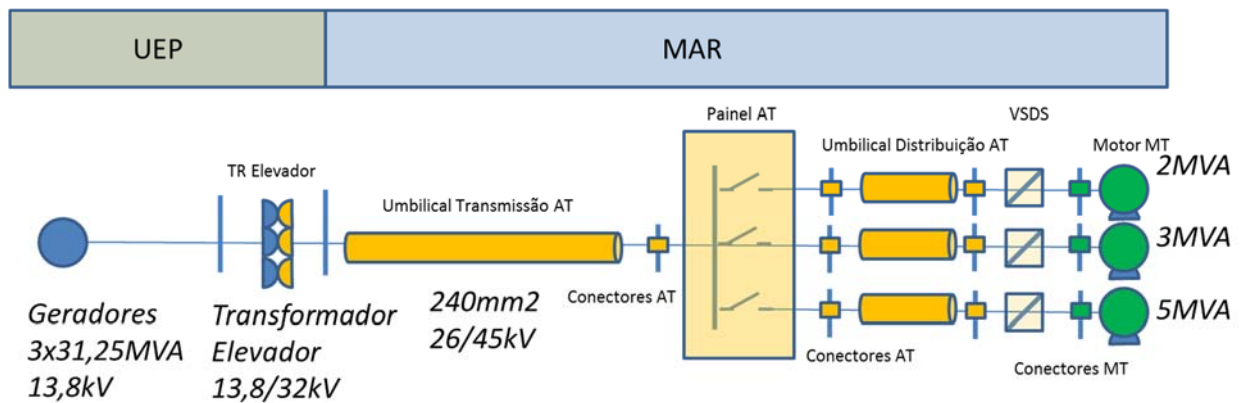 UEP
MAR
Painel AT
VSDS
Umbilical Distribuição AT
Motor MT
TR Elevador
2MVA
Umbilical Transmissão AT
3MVA
Geradores
3x31,25MVA
13,8kV
Transformador
Elevador
13,8/32kV
240mm2
26/45kV
Conectores AT
5MVA
Conectores AT
Conectores MT